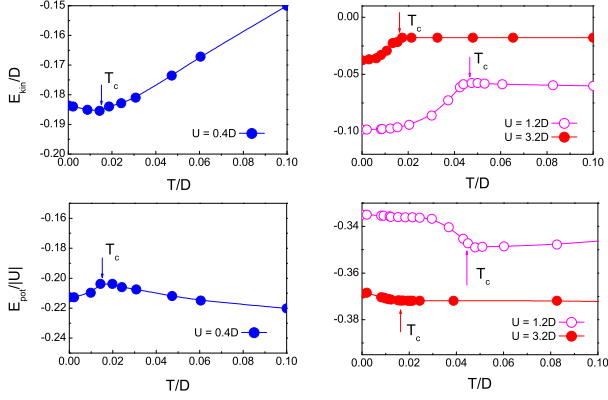 -0.15
-0.16
-0.17
-0.18
-0.19
-0.20
E_kin/D
T_c
U = 0.4D
0.00 0.02 0.04 0.06 0.08 0.10
T/D
0.00
-0.05
-0.10
T_c
T_c
U = 1.2D
U = 3.2D
0.00 0.02 0.04 0.06 0.08 0.10
T/D
-0.16
-0.18
-0.20
-0.22
-0.24
E_pot/|U|
T_c
U = 0.4D
0.00 0.02 0.04 0.06 0.08 0.10
T/D
-0.34
-0.36
-0.38
T_c
T_c
U = 1.2D
U = 3.2D
0.00 0.02 0.04 0.06 0.08 0.10
T/D